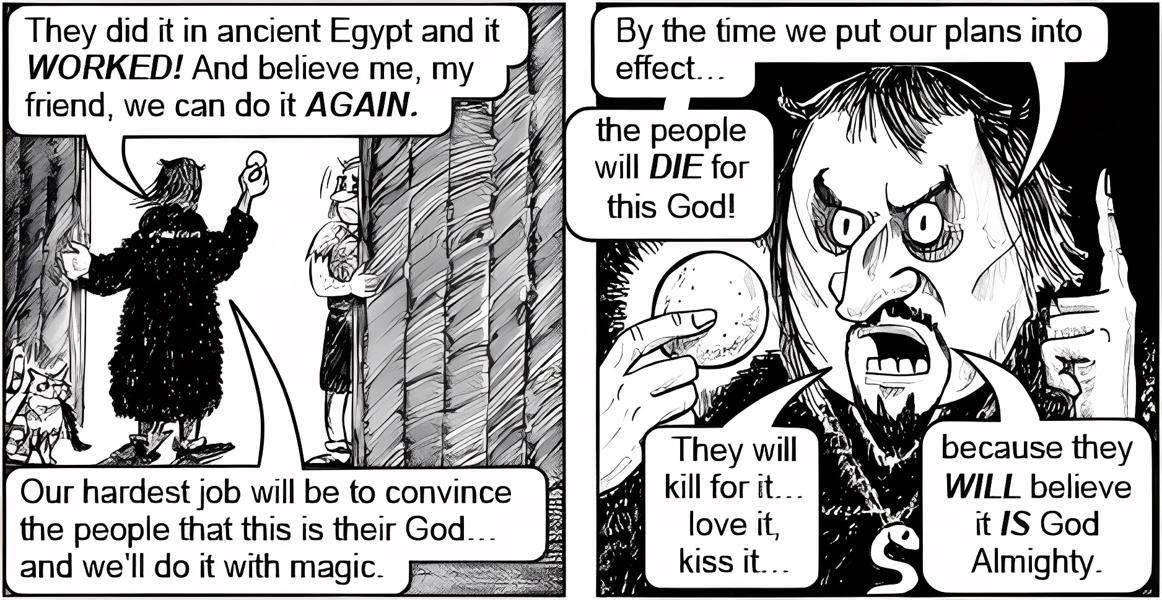 They did it in ancient Egypt and it
WORKED! And believe me, my
friend, we can do it AGAIN.
Our hardest job will be to convince
the people that this is their God...
and we'll do it with magic.
By the time we put our plans into
effect...
the people
will DIE for
this God!
They will
kill for it...
love it,
kiss it...
because they
WILL believe
it IS God
Almighty.